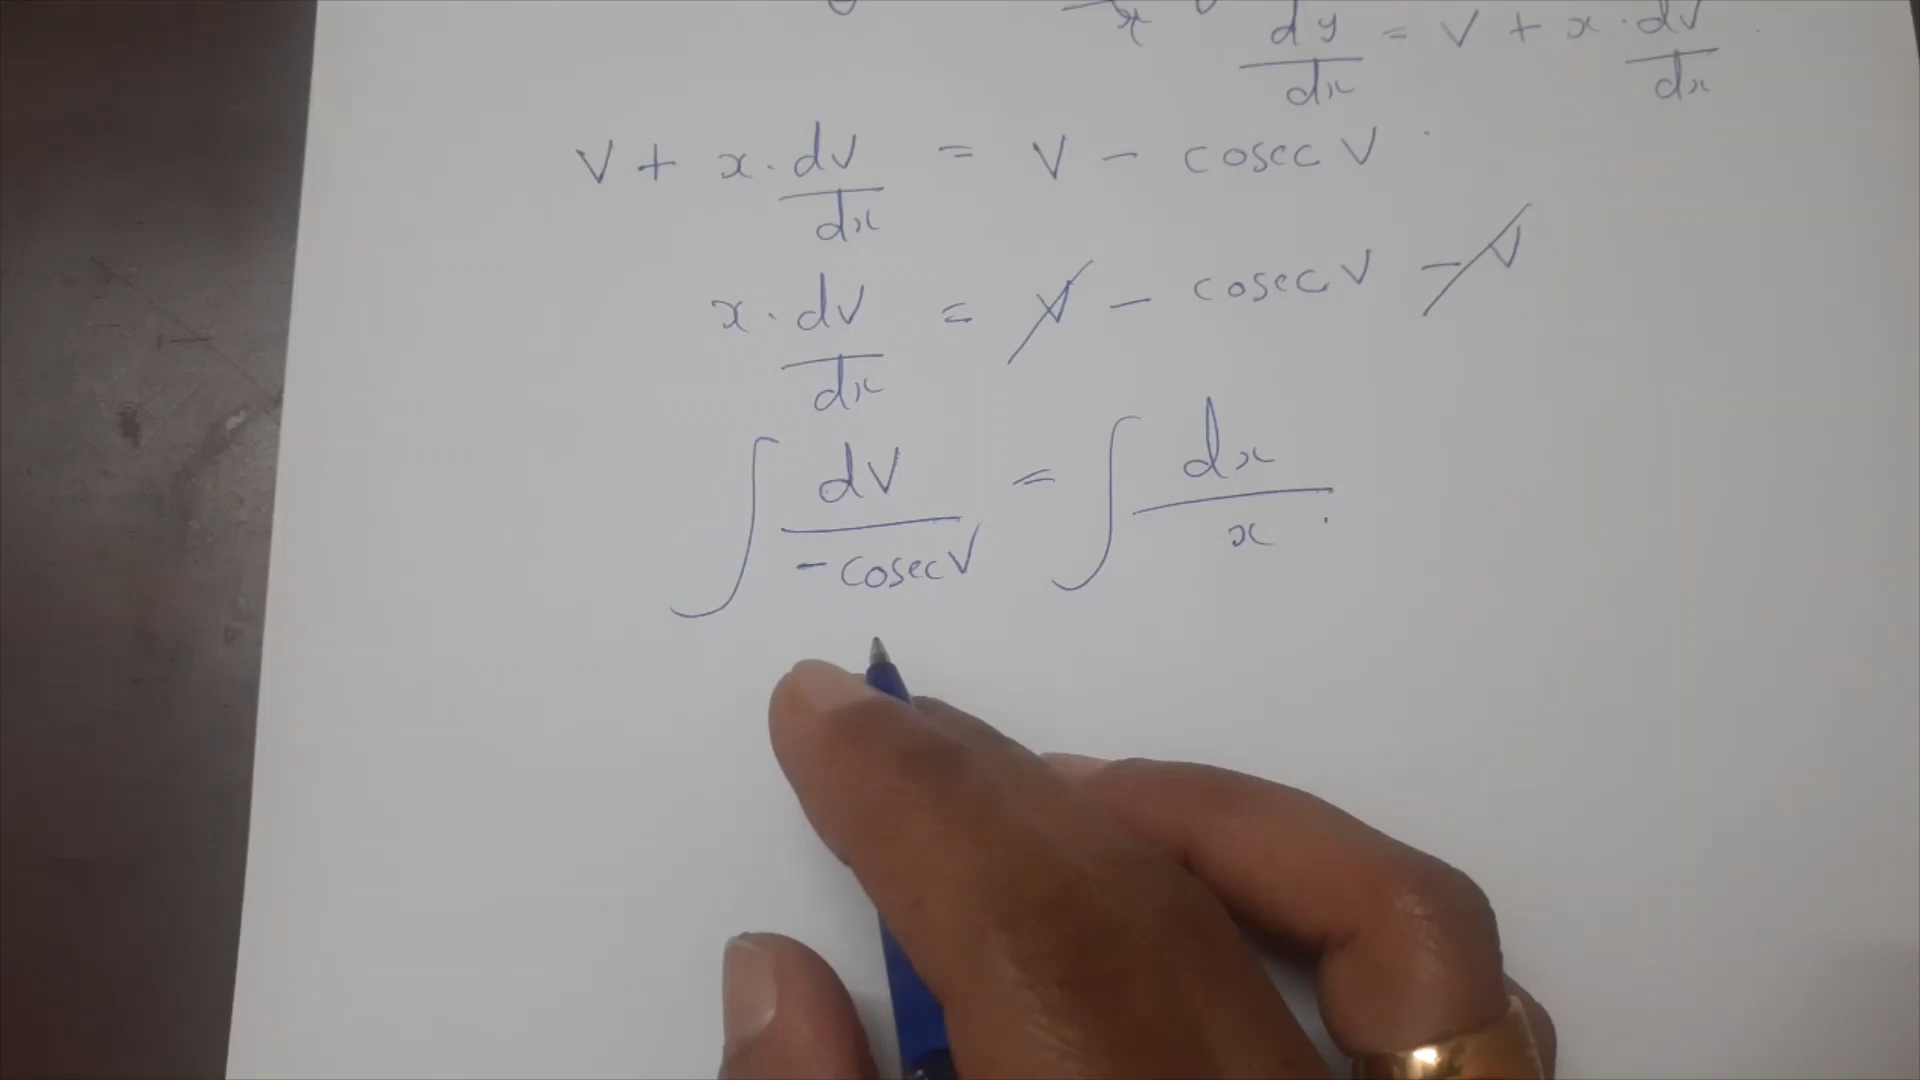 dy/dx = V + x · dV/dx
V + x · dV/dx = V - cosec V
x · dV/dx = V - cosec V - V
∫ dV/-cosec V = ∫ dx/x